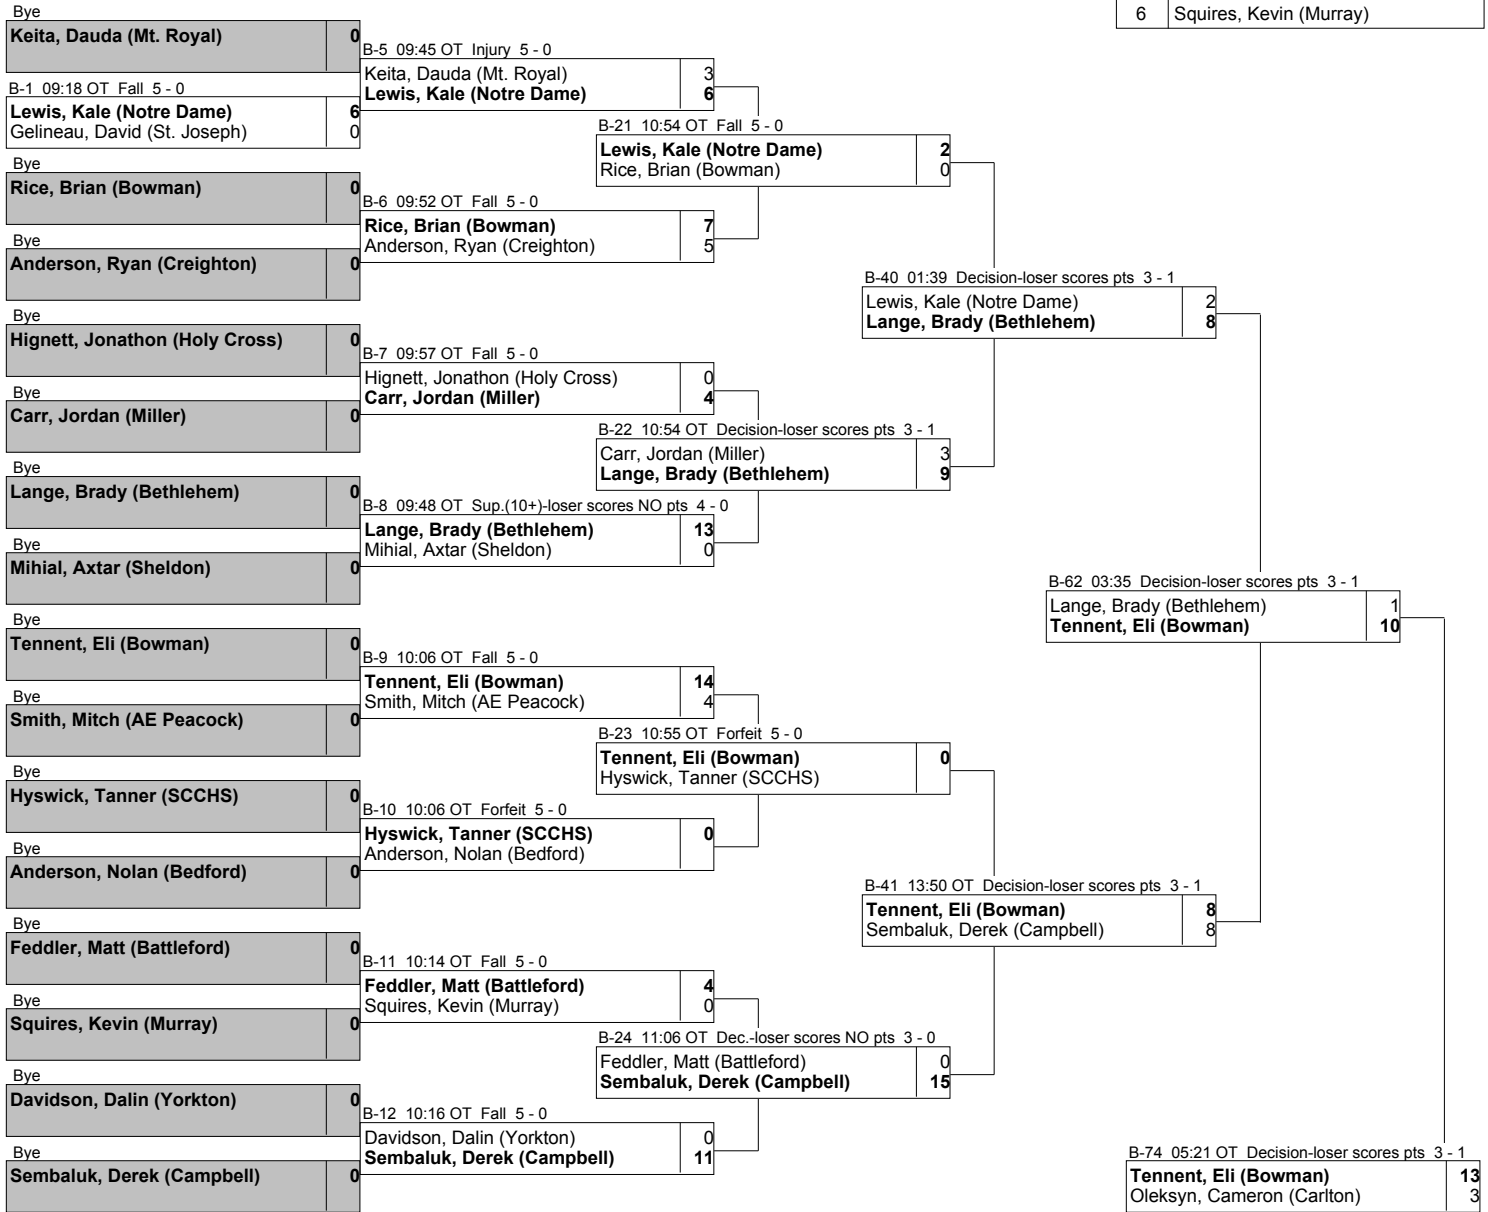 6 Squires, Kevin (Murray)
Bye
Keita, Dauda (Mt. Royal) 0
B-1 09:18 OT Fall 5 - 0
Lewis, Kale (Notre Dame) 6
Gelineau, David (St. Joseph) 0
Bye
Rice, Brian (Bowman) 0
Bye
Anderson, Ryan (Creighton) 0
Bye
Hignett, Jonathon (Holy Cross) 0
Bye
Carr, Jordan (Miller) 0
Bye
Lange, Brady (Bethlehem) 0
Bye
Mihial, Axtar (Sheldon) 0
Bye
Tennent, Eli (Bowman) 0
Bye
Smith, Mitch (AE Peacock) 0
Bye
Hyswick, Tanner (SCCHS) 0
Bye
Anderson, Nolan (Bedford) 0
Bye
Feddler, Matt (Battleford) 0
Bye
Squires, Kevin (Murray) 0
Bye
Davidson, Dalin (Yorkton) 0
Bye
Sembaluk, Derek (Campbell) 0
B-5 09:45 OT Injury 5 - 0
Keita, Dauda (Mt. Royal) 3
Lewis, Kale (Notre Dame) 6
B-6 09:52 OT Fall 5 - 0
Rice, Brian (Bowman) 7
Anderson, Ryan (Creighton) 5
B-7 09:57 OT Fall 5 - 0
Hignett, Jonathon (Holy Cross) 0
Carr, Jordan (Miller) 4
B-8 09:48 OT Sup.(10+)-loser scores NO pts 4 - 0
Lange, Brady (Bethlehem) 13
Mihial, Axtar (Sheldon) 0
B-9 10:06 OT Fall 5 - 0
Tennent, Eli (Bowman) 14
Smith, Mitch (AE Peacock) 4
B-10 10:06 OT Forfeit 5 - 0
Hyswick, Tanner (SCCHS) 0
Anderson, Nolan (Bedford)
B-11 10:14 OT Fall 5 - 0
Feddler, Matt (Battleford) 4
Squires, Kevin (Murray) 0
B-12 10:16 OT Fall 5 - 0
Davidson, Dalin (Yorkton) 0
Sembaluk, Derek (Campbell) 11
B-21 10:54 OT Fall 5 - 0
Lewis, Kale (Notre Dame) 2
Rice, Brian (Bowman) 0
B-22 10:54 OT Decision-loser scores pts 3 - 1
Carr, Jordan (Miller) 3
Lange, Brady (Bethlehem) 9
B-23 10:55 OT Forfeit 5 - 0
Tennent, Eli (Bowman) 0
Hyswick, Tanner (SCCHS)
B-24 11:06 OT Dec.-loser scores NO pts 3 - 0
Feddler, Matt (Battleford) 0
Sembaluk, Derek (Campbell) 15
B-40 01:39 Decision-loser scores pts 3 - 1
Lewis, Kale (Notre Dame) 2
Lange, Brady (Bethlehem) 8
B-41 13:50 OT Decision-loser scores pts 3 - 1
Tennent, Eli (Bowman) 8
Sembaluk, Derek (Campbell) 8
B-62 03:35 Decision-loser scores pts 3 - 1
Lange, Brady (Bethlehem) 1
Tennent, Eli (Bowman) 10
B-74 05:21 OT Decision-loser scores pts 3 - 1
Tennent, Eli (Bowman) 13
Oleksyn, Cameron (Carlton) 3